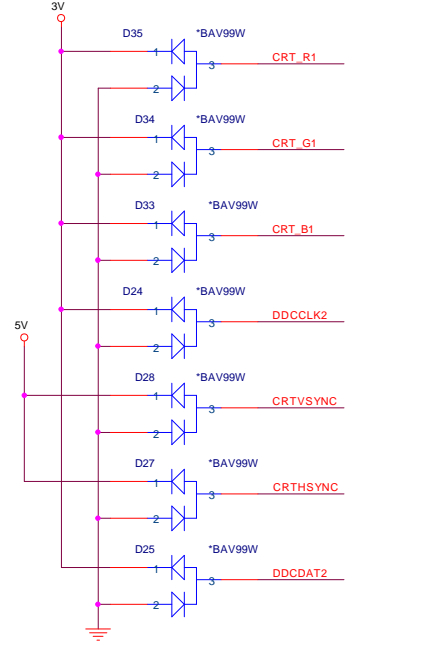 3V
D35 *BAV99W
1
3 CRT_R1
2
D34 *BAV99W
1
3 CRT_G1
2
D33 *BAV99W
1
3 CRT_B1
2
D24 *BAV99W
1
3 DDCCLK2
2
5V
D28 *BAV99W
1
3 CRTVSYNC
2
D27 *BAV99W
1
3 CRTHSYNC
2
D25 *BAV99W
1
3 DDCDAT2
2